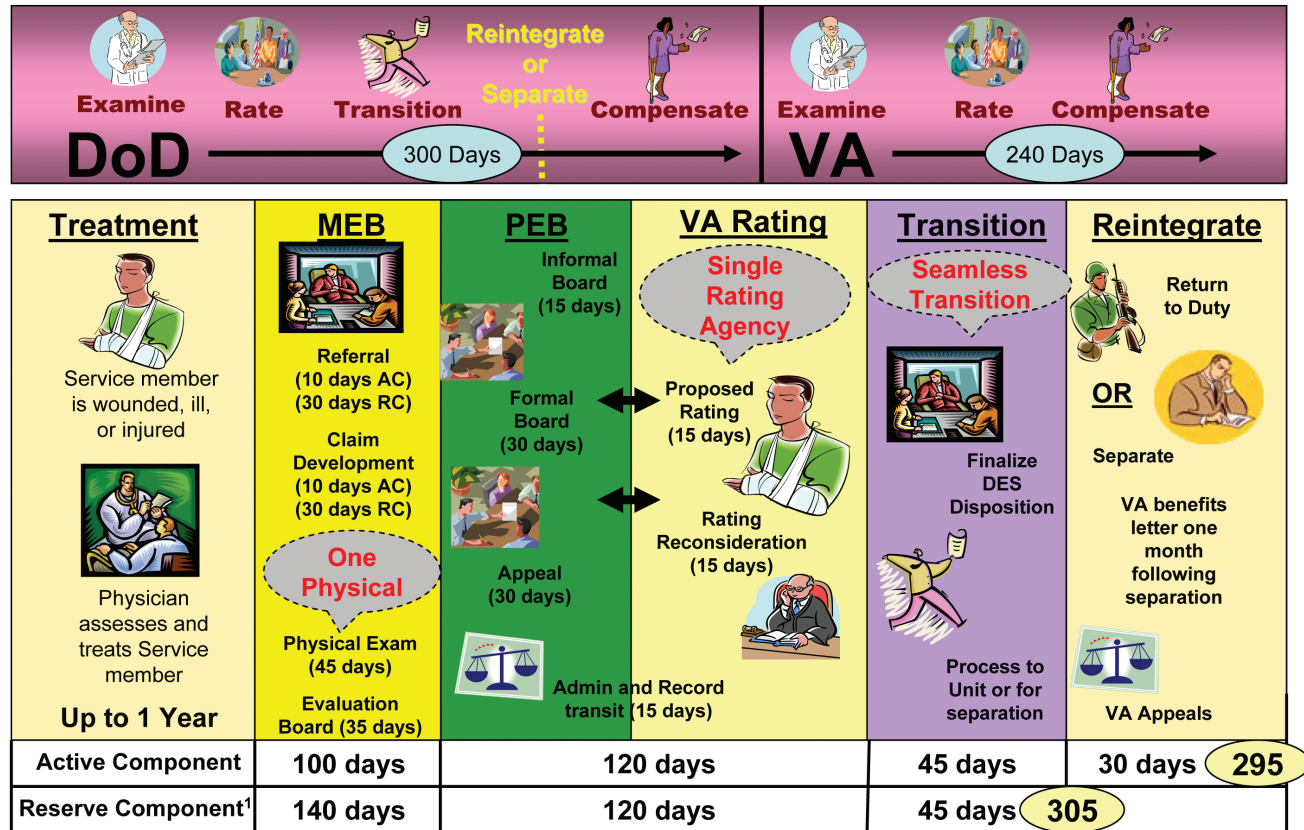 Reintegrate
or
Separate
Examine
Rate
Transition
Compensate
DoD
300 Days
Examine
Rate
Compensate
VA
240 Days
Treatment
Service member
is wounded, ill,
or injured
Physician
assesses and
treats Service
member
Up to 1 Year
MEB
Referral
(10 days AC)
(30 days RC)
Claim
Development
(10 days AC)
(30 days RC)
One
Physical
Physical Exam
(45 days)
Evaluation
Board (35 days)
PEB
Informal
Board
(15 days)
Formal
Board
(30 days)
Appeal
(30 days)
Admin and Record
transit (15 days)
VA Rating
Single
Rating
Agency
Proposed
Rating
(15 days)
Rating
Reconsideration
(15 days)
Transition
Seamless
Transition
Finalize
DES
Disposition
Process to
Unit or for
separation
Reintegrate
Return
to Duty
OR
Separate
VA benefits
letter one
month
following
separation
VA Appeals
Active Component 100 days 120 days 45 days 30 days 295
Reserve Component¹ 140 days 120 days 45 days 305